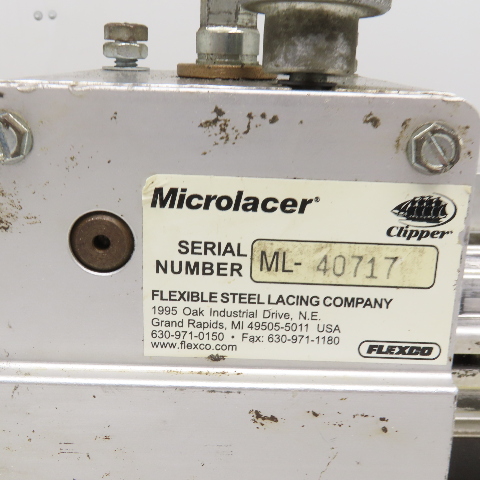 Microlacer®
Clipper®
SERIAL NUMBER ML- 40717
FLEXIBLE STEEL LACING COMPANY
1995 Oak Industrial Drive, N.E.
Grand Rapids, MI 49505-5011 USA
630-971-0150 • Fax: 630-971-1180
www.flexco.com
FLEXCO